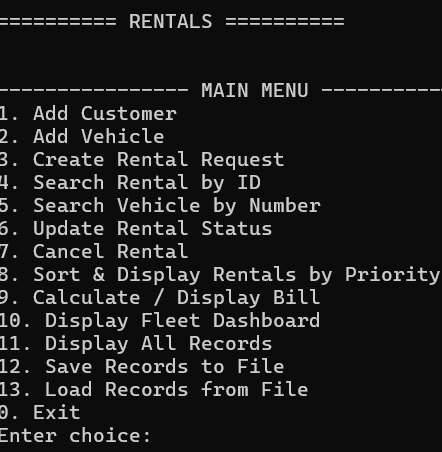 ========== RENTALS ==========
---------------- MAIN MENU ----------
1. Add Customer
2. Add Vehicle
3. Create Rental Request
4. Search Rental by ID
5. Search Vehicle by Number
6. Update Rental Status
7. Cancel Rental
8. Sort & Display Rentals by Priority
9. Calculate / Display Bill
10. Display Fleet Dashboard
11. Display All Records
12. Save Records to File
13. Load Records from File
0. Exit
Enter choice: